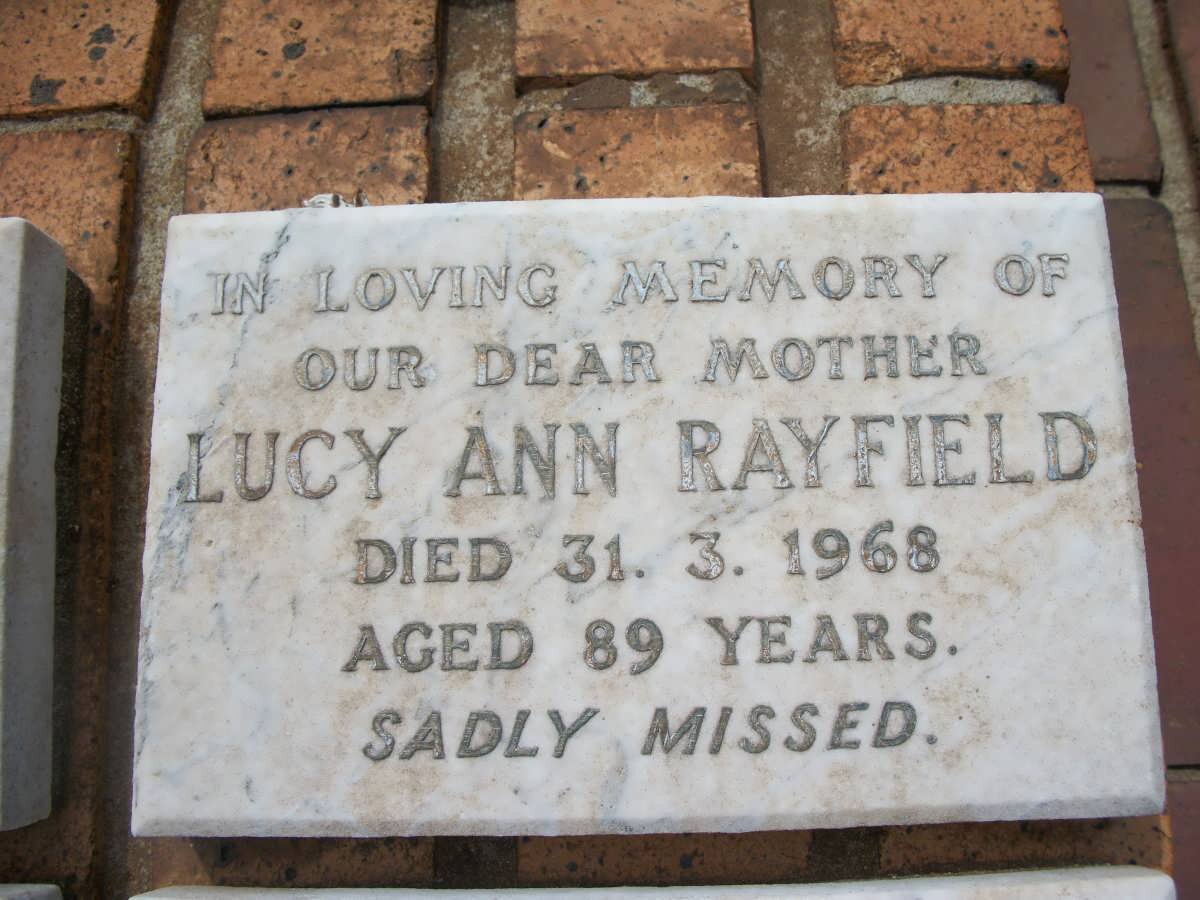 IN LOVING MEMORY OF
OUR DEAR MOTHER
LUCY ANN RAYFIELD
DIED 31. 3. 1968
AGED 89 YEARS.
SADLY MISSED.